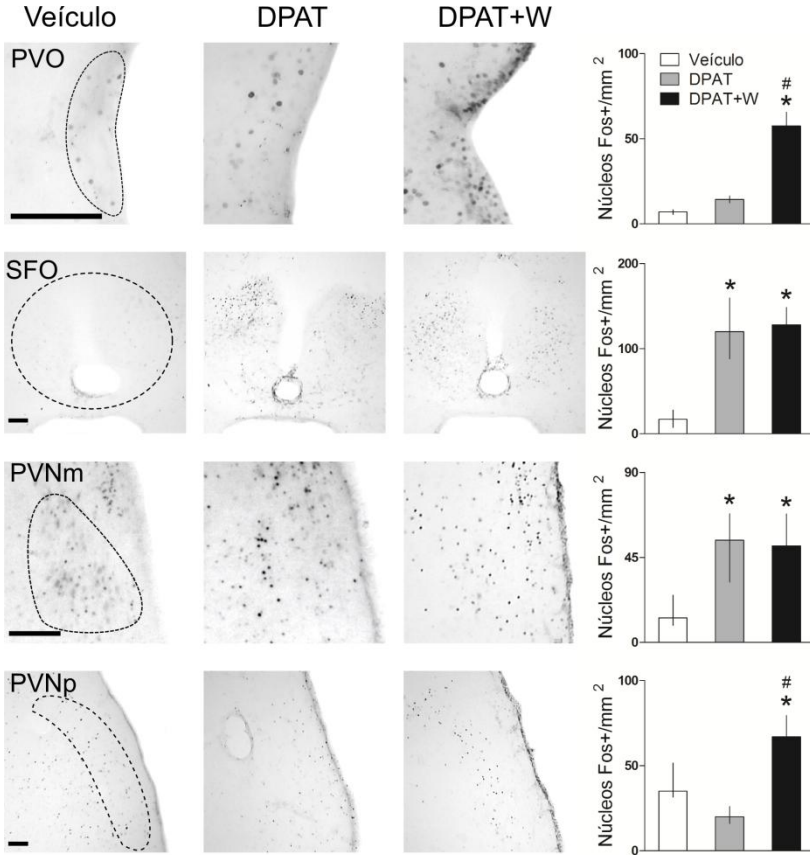 Veículo DPAT DPAT+W
PVO
100
50
0
Núcleos Fos+/mm 2
Veículo
DPAT
DPAT+W
#
*
SFO
200
100
0
Núcleos Fos+/mm 2
* *
PVNm
90
45
0
Núcleos Fos+/mm 2
* *
PVNp
100
50
0
Núcleos Fos+/mm 2
#
*